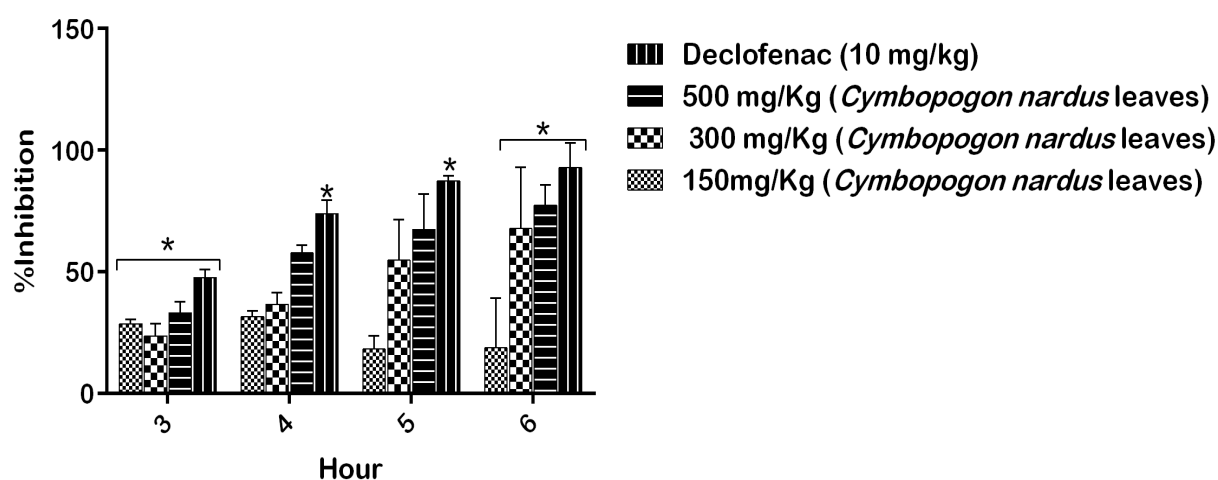 150
100
50
0
%Inhibition
*
*
*
*
3
4
5
6
Hour
Declofenac (10 mg/kg)
500 mg/Kg (Cymbopogon nardus leaves)
300 mg/Kg (Cymbopogon nardus leaves)
150mg/Kg (Cymbopogon nardus leaves)